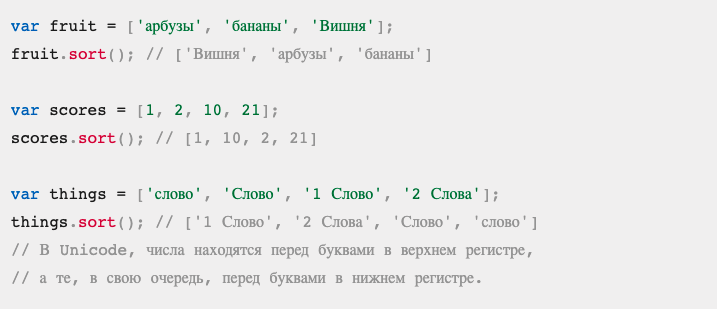 var fruit = ['арбузы', 'бананы', 'Вишня'];
fruit.sort(); // ['Вишня', 'арбузы', 'бананы']
var scores = [1, 2, 10, 21];
scores.sort(); // [1, 10, 2, 21]
var things = ['слово', 'Слово', '1 Слово', '2 Слова'];
things.sort(); // ['1 Слово', '2 Слова', 'Слово', 'слово']
// В Unicode, числа находятся перед буквами в верхнем регистре,
// а те, в свою очередь, перед буквами в нижнем регистре.